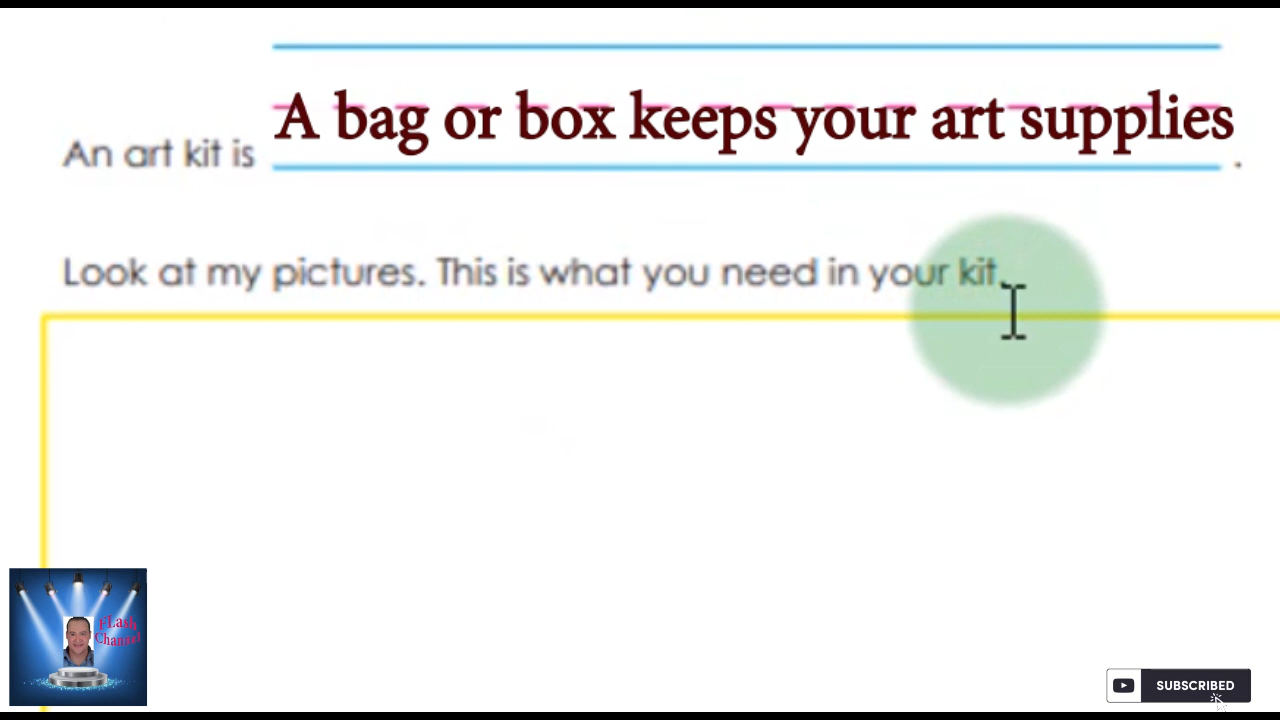 A bag or box keeps your art supplies
An art kit is .
Look at my pictures. This is what you need in your kit.
FLash
Channel
SUBSCRIBED